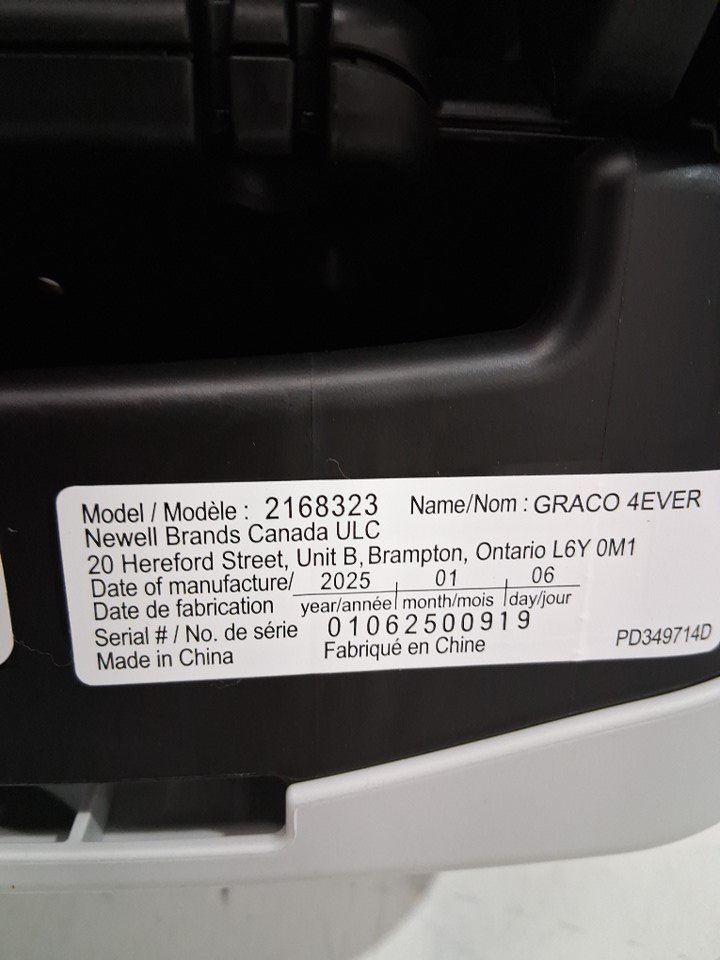 Model / Modèle : 2168323 Name/Nom : GRACO 4EVER
Newell Brands Canada ULC
20 Hereford Street, Unit B, Brampton, Ontario L6Y 0M1
Date of manufacture/ 2025 01 06
Date de fabrication year/année month/mois day/jour
Serial # / No. de série 01062500919
Made in China Fabriqué en Chine PD349714D